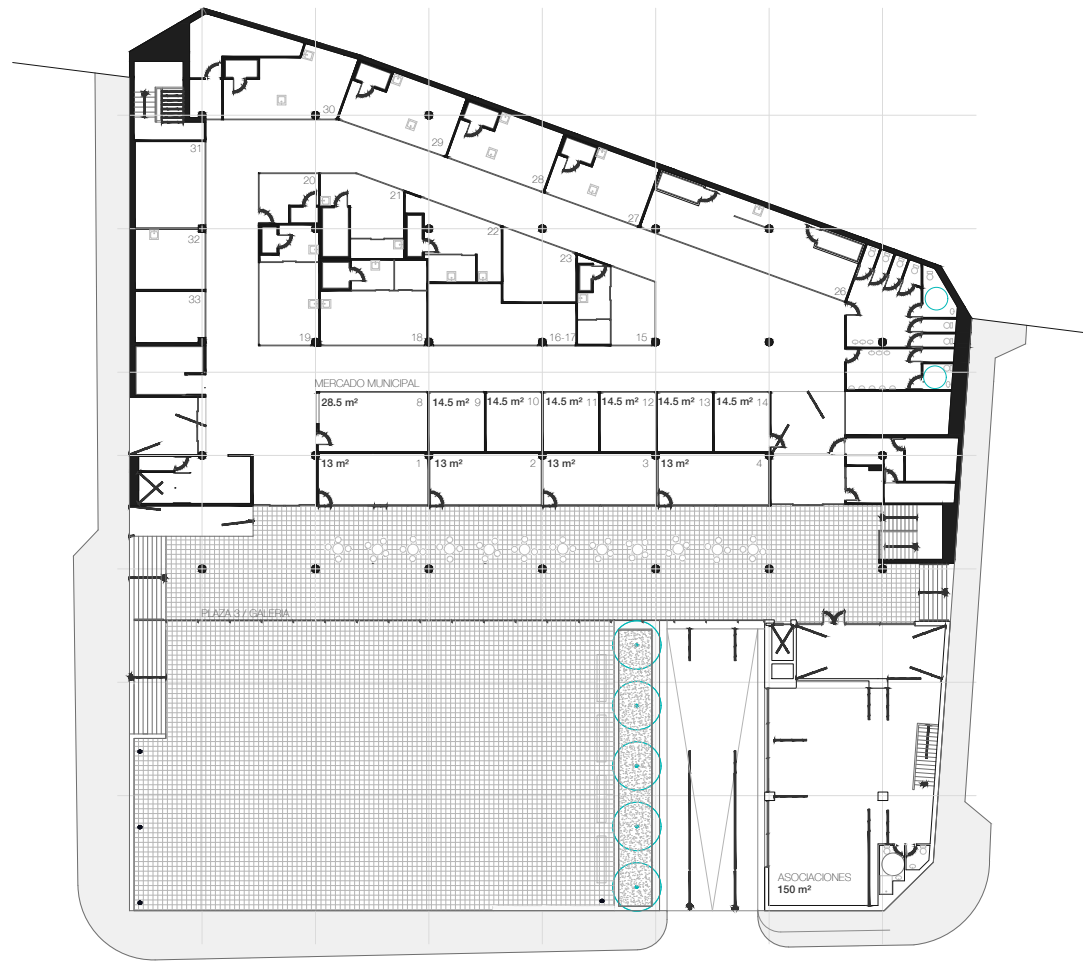 30
31
29
28
20
21
27
22
32
23
26
33
19
18
16-17
15
MERCADO MUNICIPAL
28.5 m² 8
14.5 m² 9
14.5 m² 10
14.5 m² 11
14.5 m² 12
14.5 m² 13
14.5 m² 14
13 m² 1
13 m² 2
13 m² 3
13 m² 4
PLAZA 3 / GALERIA
ASOCIACIONES
150 m²